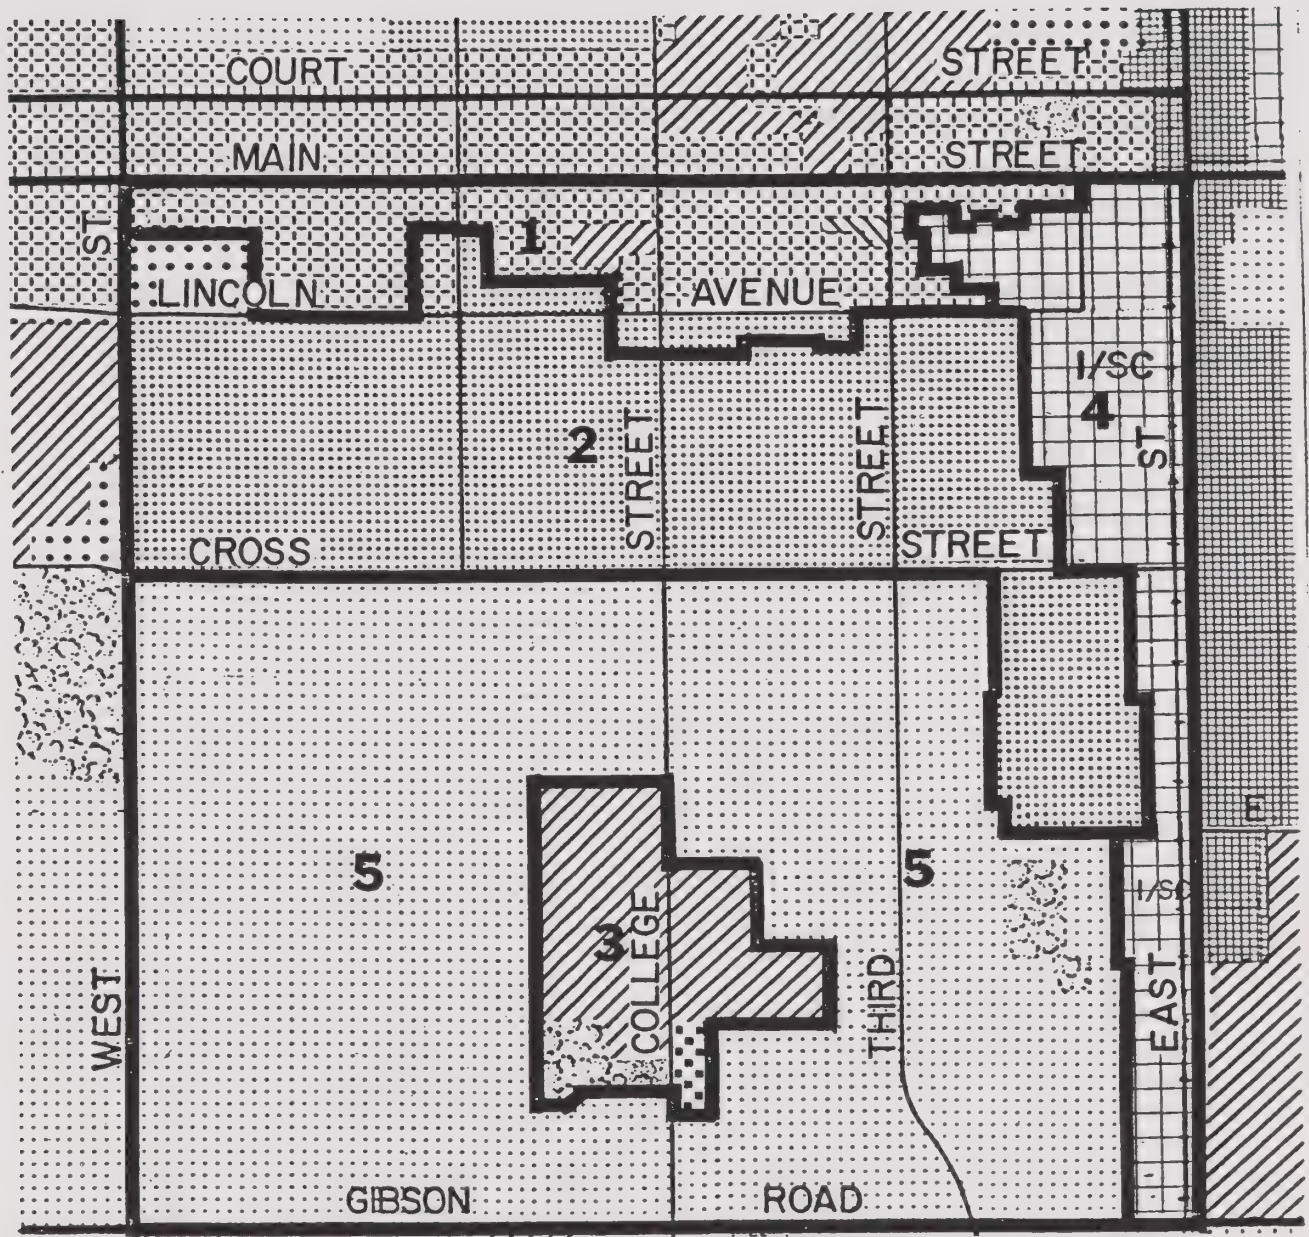 COURT STREET
MAIN STREET
ST
1
LINCOLN AVENUE
I/SC
4
2
STREET
STREET
ST
CROSS STREET
5
5
E
I/SC
3
COLLEGE
WEST
THIRD
EAST
GIBSON ROAD